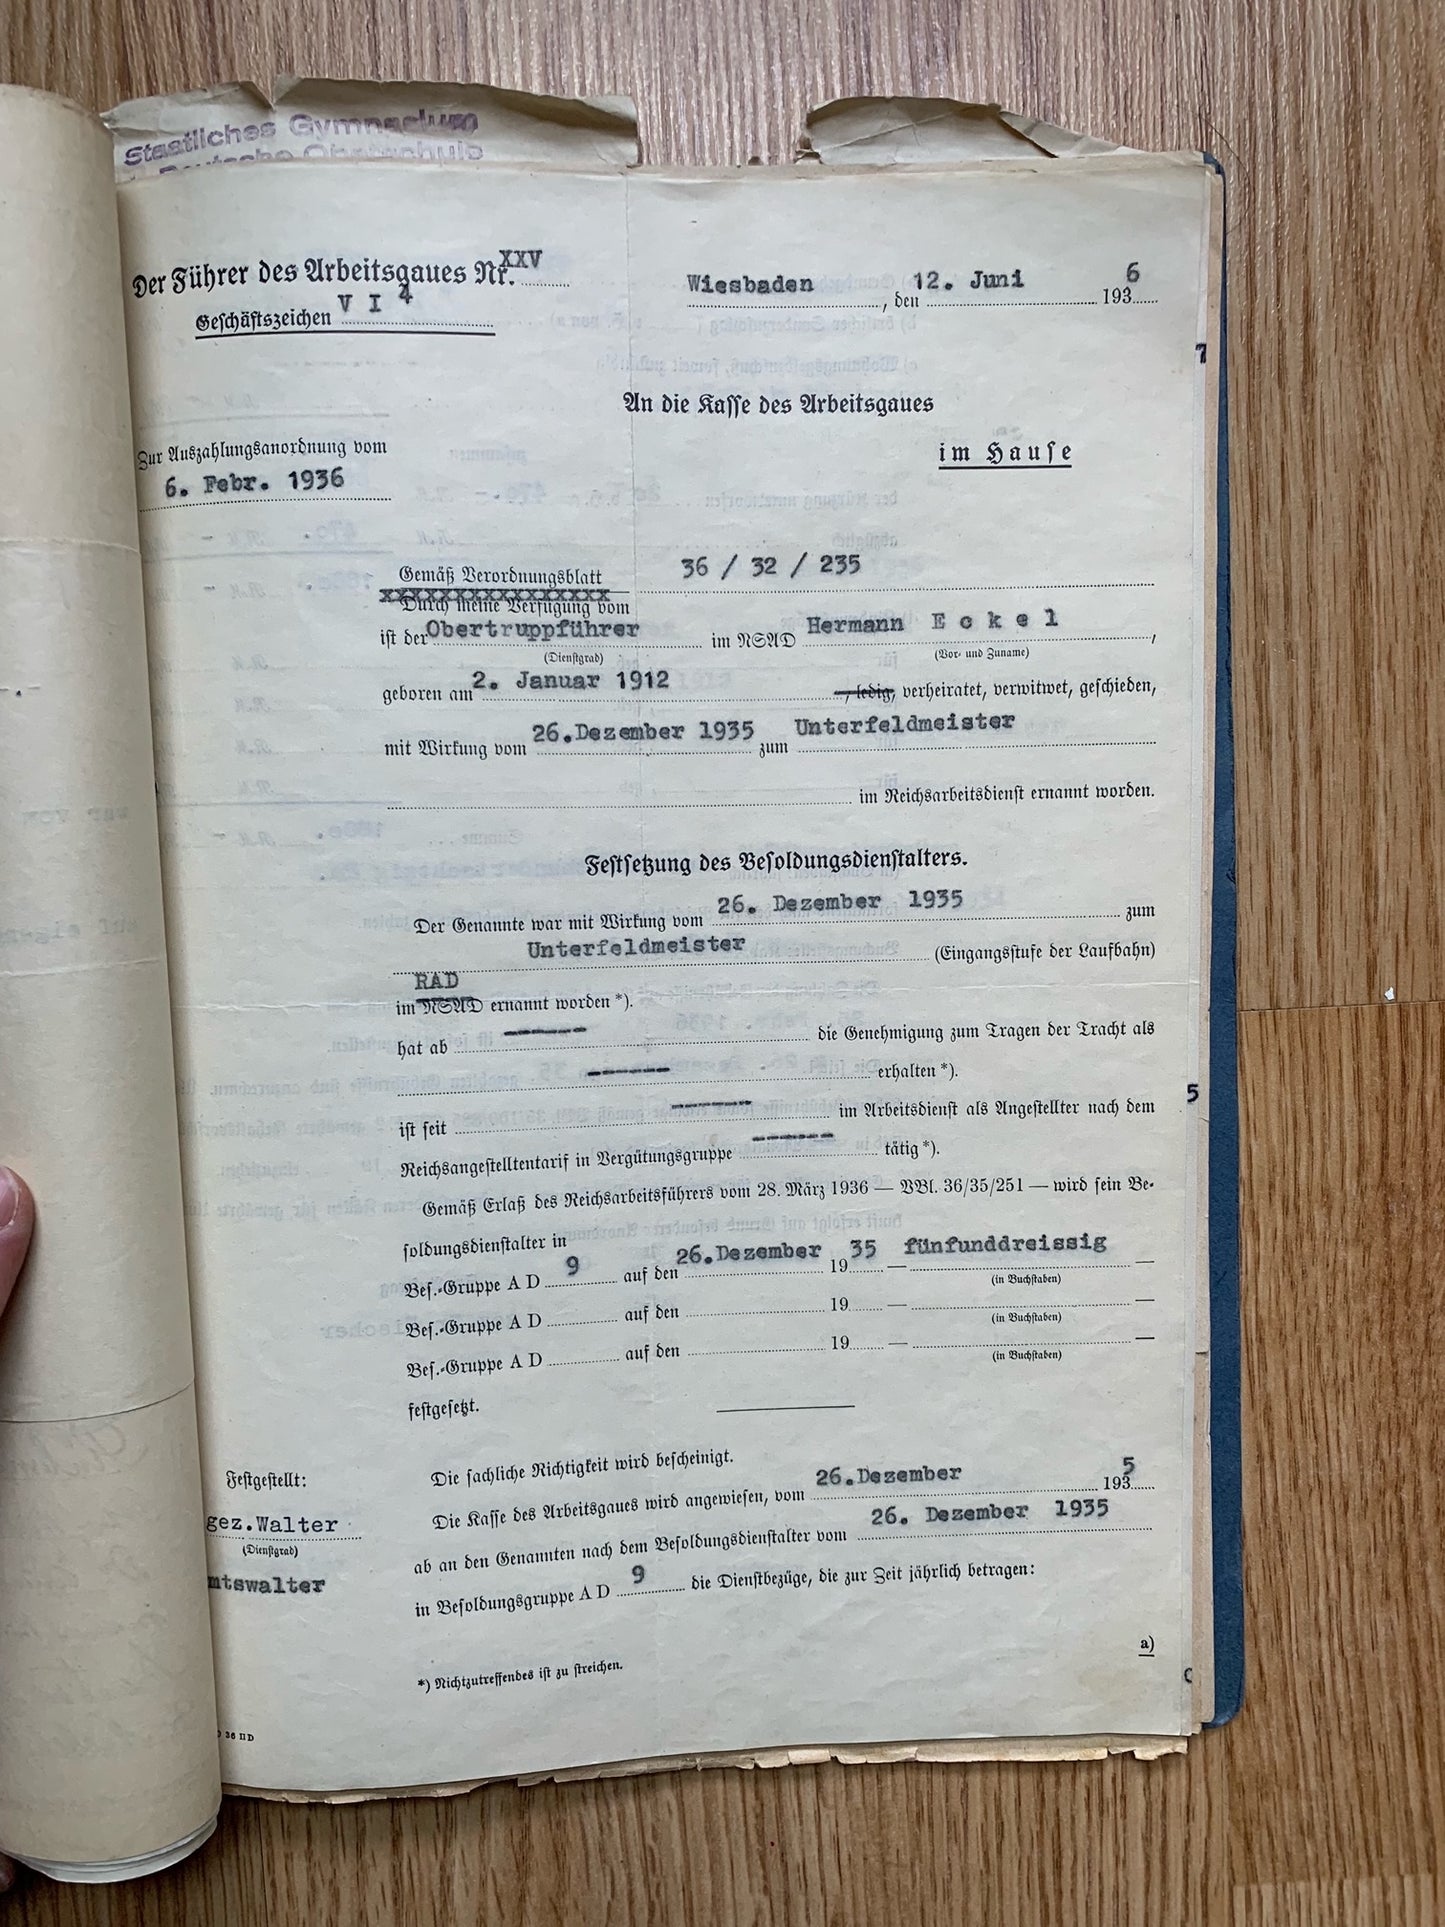 Staatliches Gymnasium
Deutsche Oberschule
Der Führer des Arbeitsgaues Nr. XXV
Geschäftszeichen V I 4
Wiesbaden, den 12. Juni 1936
An die Kasse des Arbeitsgaues
im Hause
Zur Auszahlungsanordnung vom
6. Febr. 1936
Gemäß Verordnungsblatt 36 / 32 / 235
xxxxxxxxxxxxxxxxx
Durch meine Verfügung vom
ist der Obertruppführer im NSAD Hermann E c k e l ,
(Dienstgrad) (Vor- und Zuname)
geboren am 2. Januar 1912, ledig, verheiratet, verwitwet, geschieden,
mit Wirkung vom 26.Dezember 1935 zum Unterfeldmeister
im Reichsarbeitsdienst ernannt worden.
Festsetzung des Besoldungsdienstalters.
Der Genannte war mit Wirkung vom 26. Dezember 1935 zum
Unterfeldmeister (Eingangsstufe der Laufbahn)
RAD
im NSAD ernannt worden *).
hat ab ------ die Genehmigung zum Tragen der Tracht als
------ erhalten *).
ist seit ------ im Arbeitsdienst als Angestellter nach dem
Reichsangestelltentarif in Vergütungsgruppe ------ tätig *).
Gemäß Erlaß des Reichsarbeitsführers vom 28. März 1936 — VBl. 36/35/251 — wird sein Be-
soldungsdienstalter in
Bes.-Gruppe A D 9 auf den 26.Dezember 1935 — fünfunddreissig —
(in Buchstaben)
Bes.-Gruppe A D auf den 19 — —
(in Buchstaben)
Bes.-Gruppe A D auf den 19 — —
(in Buchstaben)
festgesetzt.
Festgestellt:
gez.Walter
(Dienstgrad)
mtswalter
Die sachliche Richtigkeit wird bescheinigt.
Die Kasse des Arbeitsgaues wird angewiesen, vom 26.Dezember 1935
ab an den Genannten nach dem Besoldungsdienstalter vom 26. Dezember 1935
in Besoldungsgruppe A D 9 die Dienstbezüge, die zur Zeit jährlich betragen:
a)
*) Nichtzutreffendes ist zu streichen.
36 II D